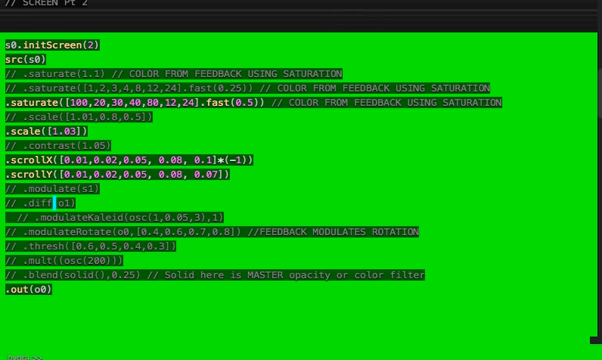 // SCREEN Pt 2
s0.initScreen(2)
src(s0)
// .saturate(1.1) // COLOR FROM FEEDBACK USING SATURATION
// .saturate([1,2,3,4,8,12,24].fast(0.25)) // COLOR FROM FEEDBACK USING SATURATION
.saturate([100,20,30,40,80,12,24].fast(0.5)) // COLOR FROM FEEDBACK USING SATURATION
// .scale([1.01,0.8,0.5])
.scale([1.03])
// .contrast(1.05)
.scrollX([0.01,0.02,0.05, 0.08, 0.1]*(-1))
.scrollY([0.01,0.02,0.05, 0.08, 0.07])
// .modulate(s1)
// .diff(o1)
// .modulateKaleid(osc(1,0.05,3),1)
// .modulateRotate(o0,[0.4,0.6,0.7,0.8]) //FEEDBACK MODULATES ROTATION
// .thresh([0.6,0.5,0.4,0.3])
// .mult((osc(200)))
// .blend(solid(),0.25) // Solid here is MASTER opacity or color filter
.out(o0)